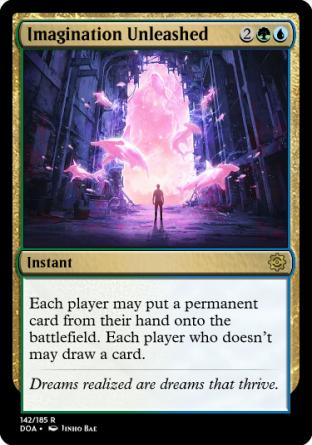 Imagination Unleashed 2
Instant
Each player may put a permanent
card from their hand onto the
battlefield. Each player who doesn't
may draw a card.
Dreams realized are dreams that thrive.
142/185 R
DOA • Jinho Bae